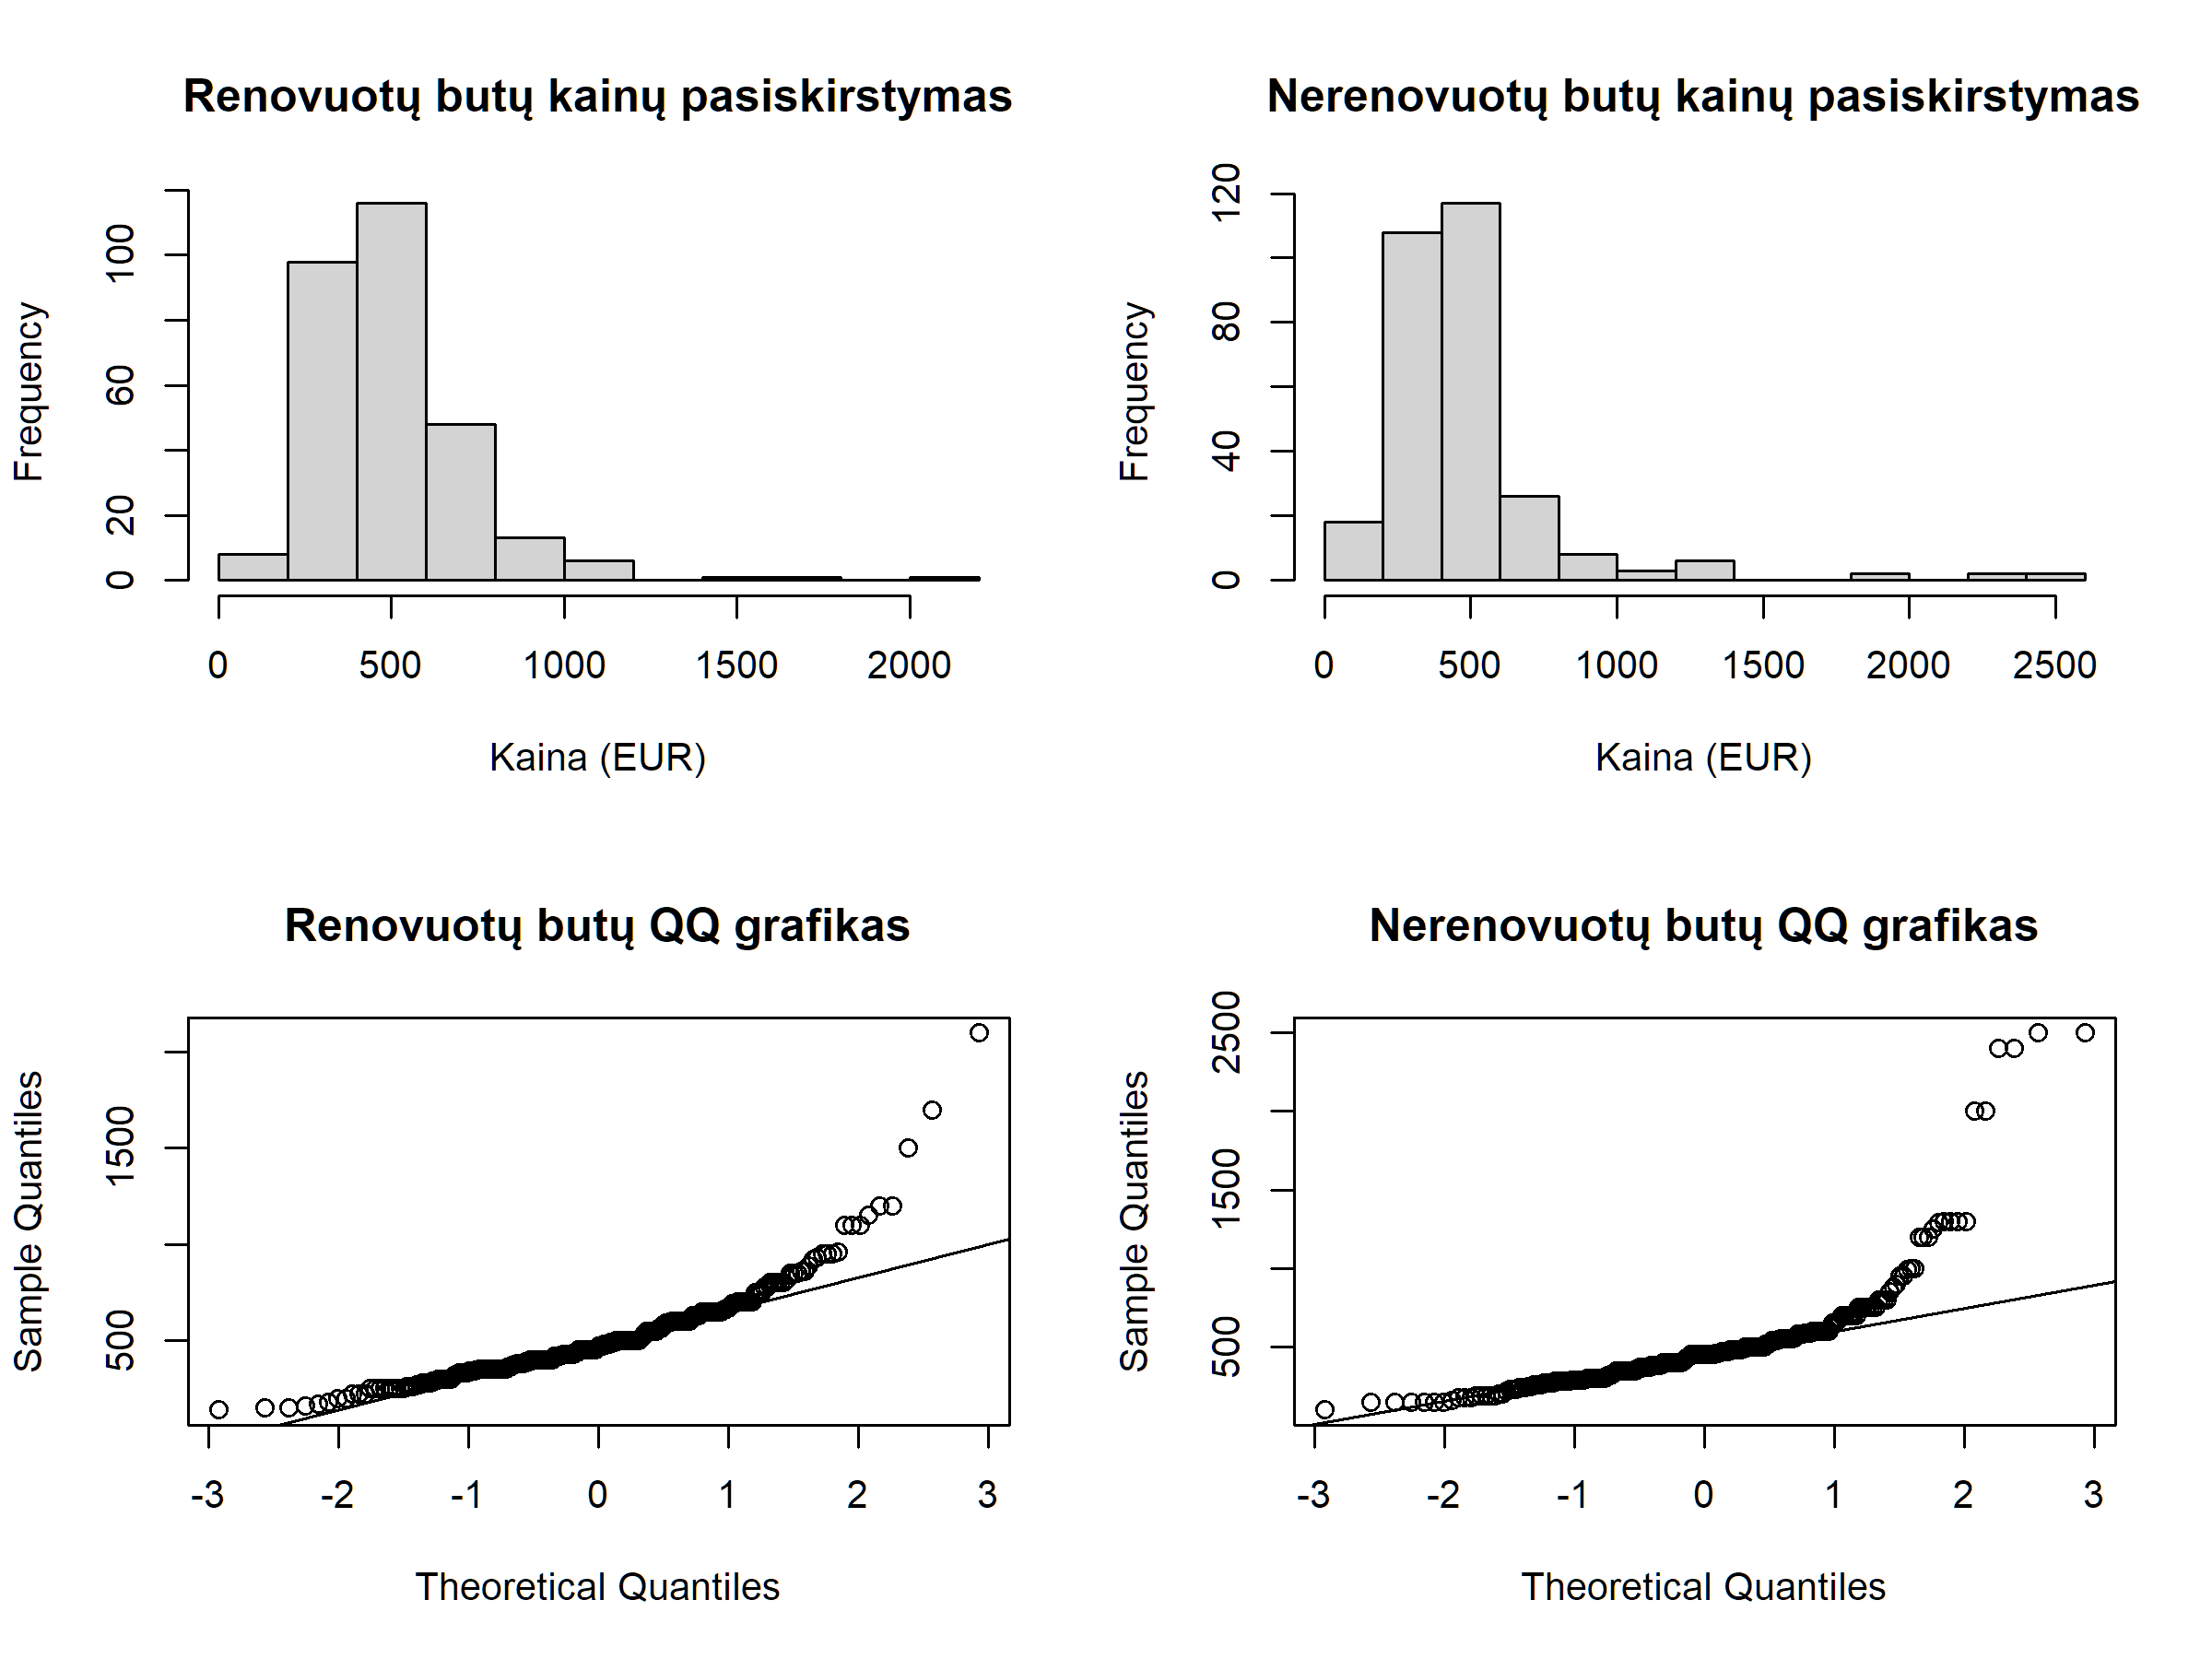 Renovuotų butų kainų pasiskirstymas
Frequency
0 20 60 100
0 500 1000 1500 2000
Kaina (EUR)
Nerenovuotų butų kainų pasiskirstymas
Frequency
0 40 80 120
0 500 1000 1500 2000 2500
Kaina (EUR)
Renovuotų butų QQ grafikas
Sample Quantiles
500 1500
-3 -2 -1 0 1 2 3
Theoretical Quantiles
Nerenovuotų butų QQ grafikas
Sample Quantiles
500 1500 2500
-3 -2 -1 0 1 2 3
Theoretical Quantiles